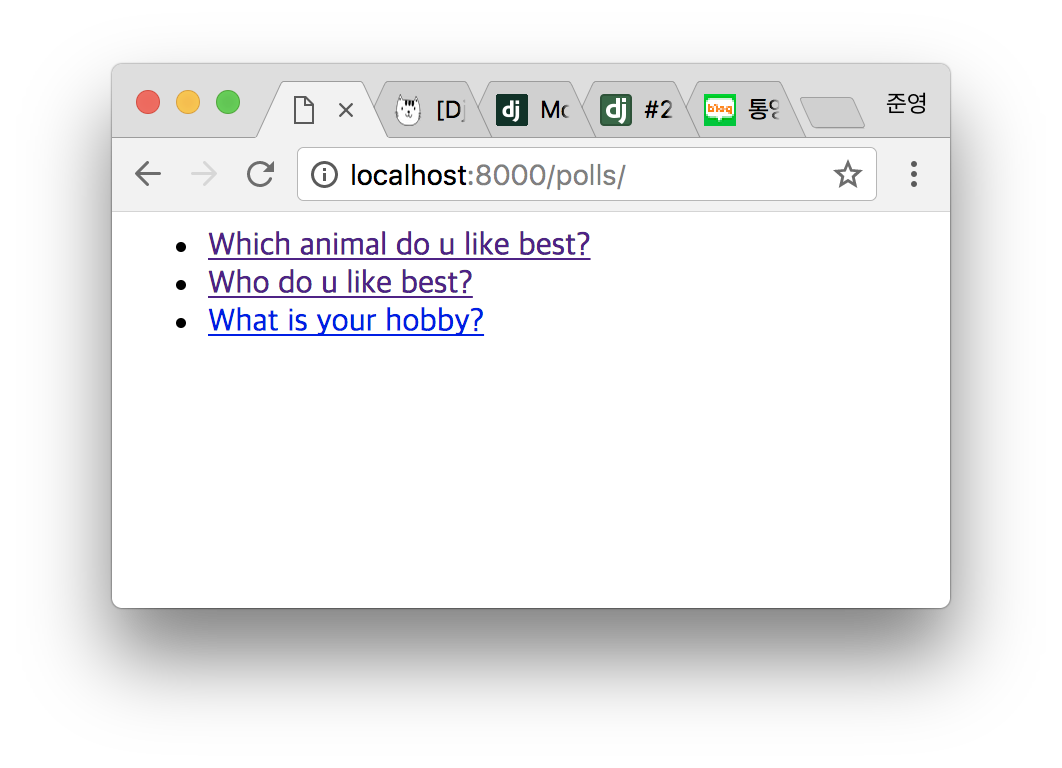 [D
dj Mo
dj #2
blog 통영
준영
localhost:8000/polls/
Which animal do u like best?
Who do u like best?
What is your hobby?